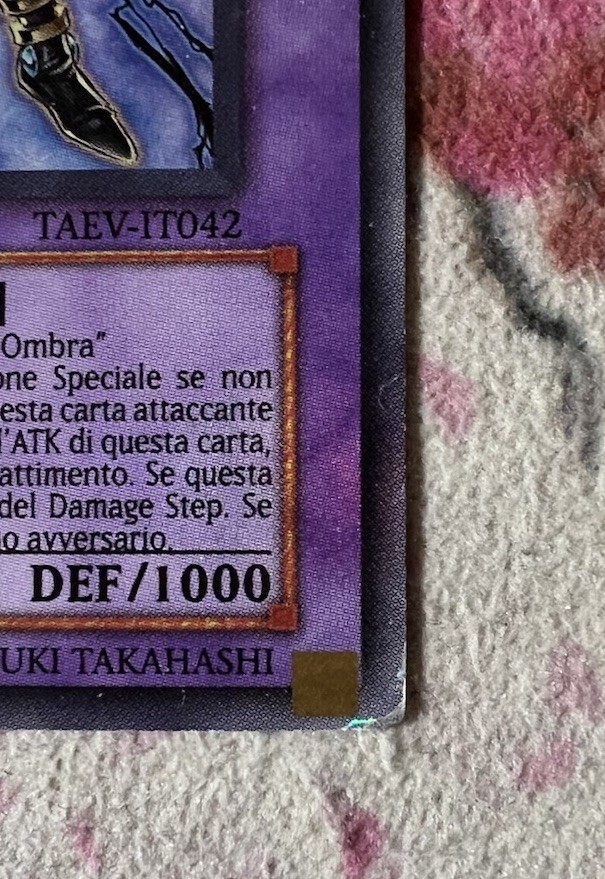 TAEV-IT042
Ombra”
one Speciale se non
esta carta attaccante
l'ATK di questa carta,
attimento. Se questa
del Damage Step. Se
o avversario.
DEF/1000
UKI TAKAHASHI